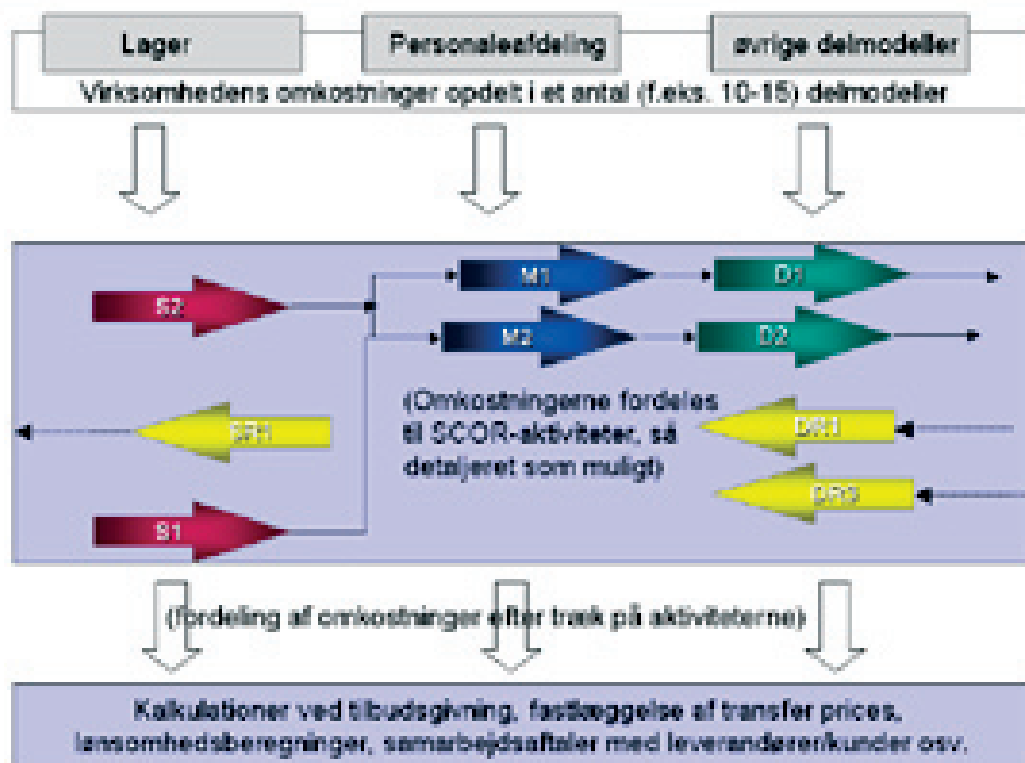 Lager
Personaleafdeling
øvrige delmodeller
Virksomhedens omkostninger opdelt i et antal (f.eks. 10-15) delmodeller
S2
M1
D1
M2
D2
(Omkostningerne fordeles
til SCOR-aktiviteter, så
detaljeret som muligt)
SR1
DR1
DR3
S1
(fordeling af omkostninger efter træk på aktiviteterne)
Kalkulationer ved tilbudsgivning, fastlæggelse af transfer prices,
lønsomhedsberegninger, samarbejdsaftaler med leverandører/kunder osv.